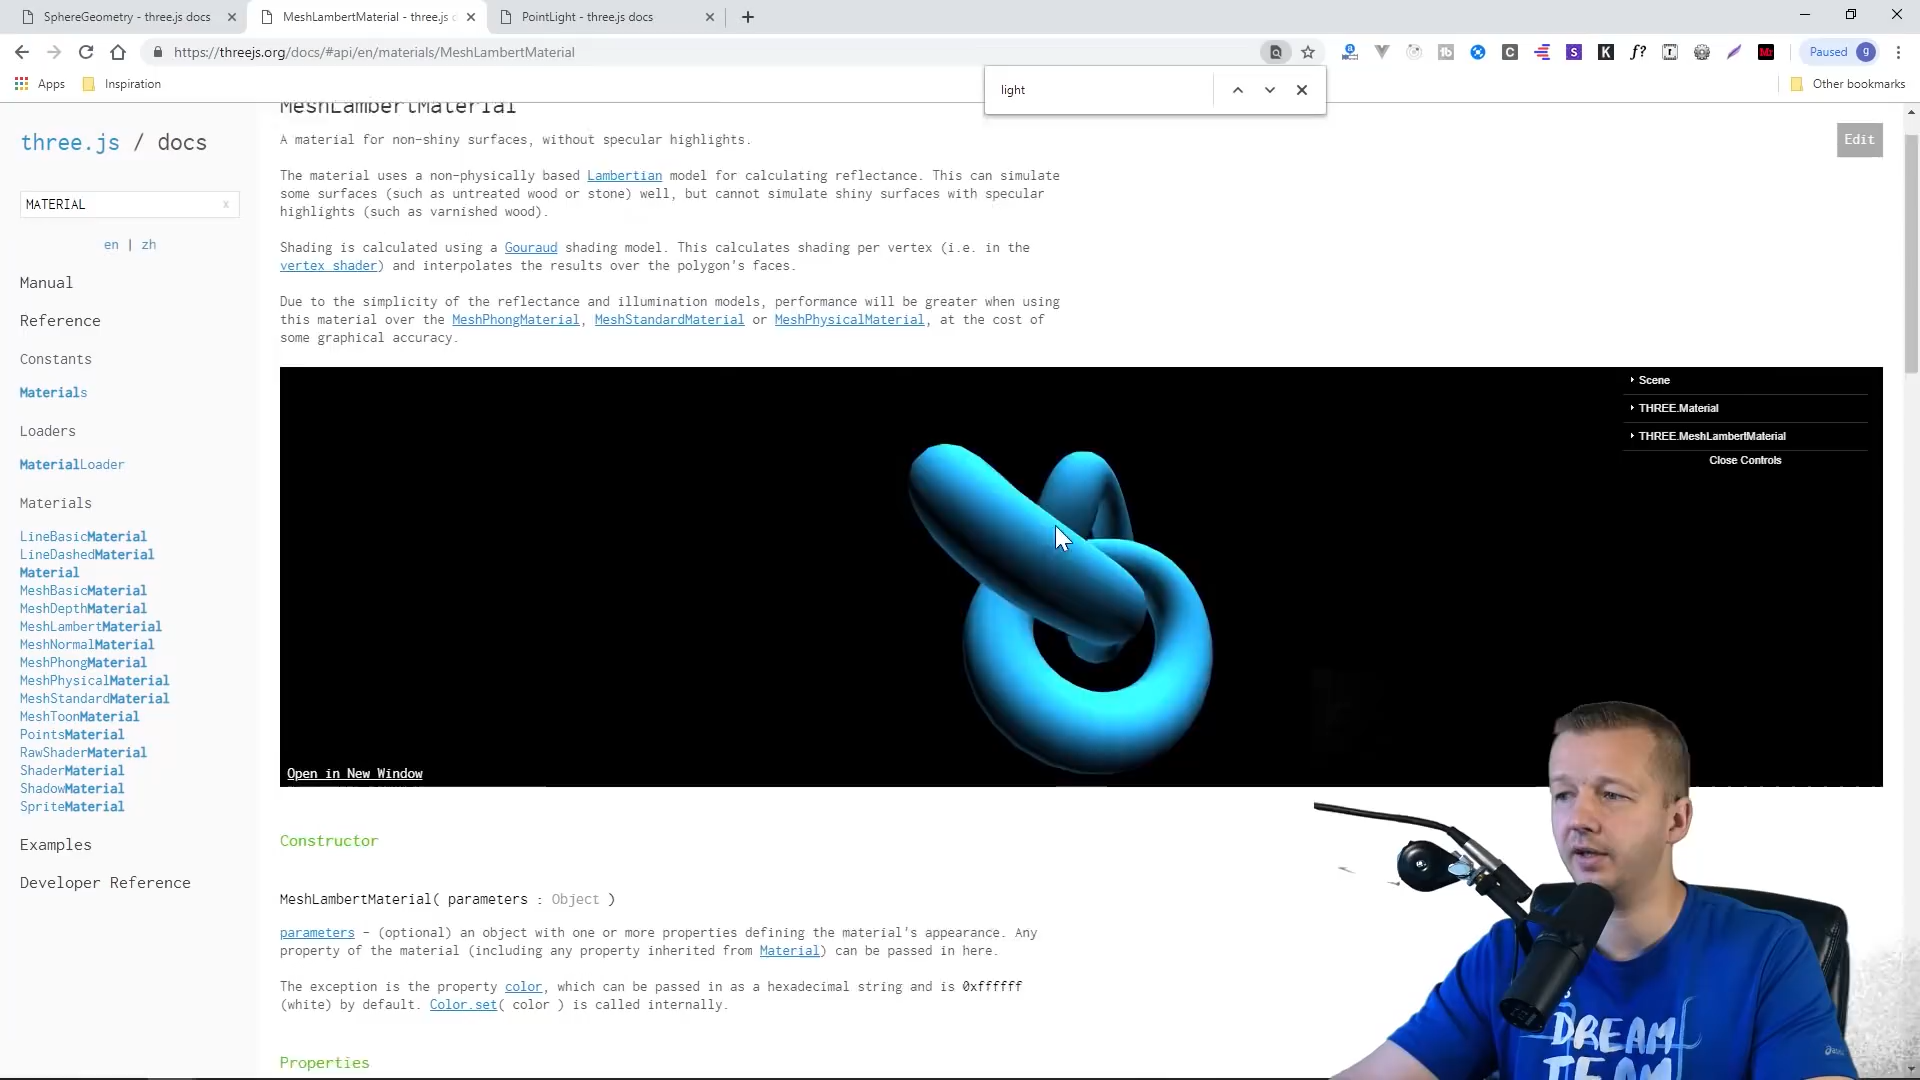 SphereGeometry - three.js docs
MeshLambertMaterial - three.js d
PointLight - three.js docs
https://threejs.org/docs/#api/en/materials/MeshLambertMaterial
Paused
g
Apps
Inspiration
Other bookmarks
light
three.js / docs
MATERIAL
x
en | zh
Manual
Reference
Constants
Materials
Loaders
MaterialLoader
Materials
LineBasicMaterial
LineDashedMaterial
Material
MeshBasicMaterial
MeshDepthMaterial
MeshLambertMaterial
MeshNormalMaterial
MeshPhongMaterial
MeshPhysicalMaterial
MeshStandardMaterial
MeshToonMaterial
PointsMaterial
RawShaderMaterial
ShaderMaterial
ShadowMaterial
SpriteMaterial
Examples
Developer Reference
MeshLambertMaterial
Edit
A material for non-shiny surfaces, without specular highlights.
The material uses a non-physically based Lambertian model for calculating reflectance. This can simulate
some surfaces (such as untreated wood or stone) well, but cannot simulate shiny surfaces with specular
highlights (such as varnished wood).
Shading is calculated using a Gouraud shading model. This calculates shading per vertex (i.e. in the
vertex shader) and interpolates the results over the polygon's faces.
Due to the simplicity of the reflectance and illumination models, performance will be greater when using
this material over the MeshPhongMaterial, MeshStandardMaterial or MeshPhysicalMaterial, at the cost of
some graphical accuracy.
Scene
THREE.Material
THREE.MeshLambertMaterial
Close Controls
Open in New Window
Constructor
MeshLambertMaterial( parameters : Object )
parameters - (optional) an object with one or more properties defining the material's appearance. Any
property of the material (including any property inherited from Material) can be passed in here.
The exception is the property color, which can be passed in as a hexadecimal string and is 0xffffff
(white) by default. Color.set( color ) is called internally.
Properties
DREAM
TEAM